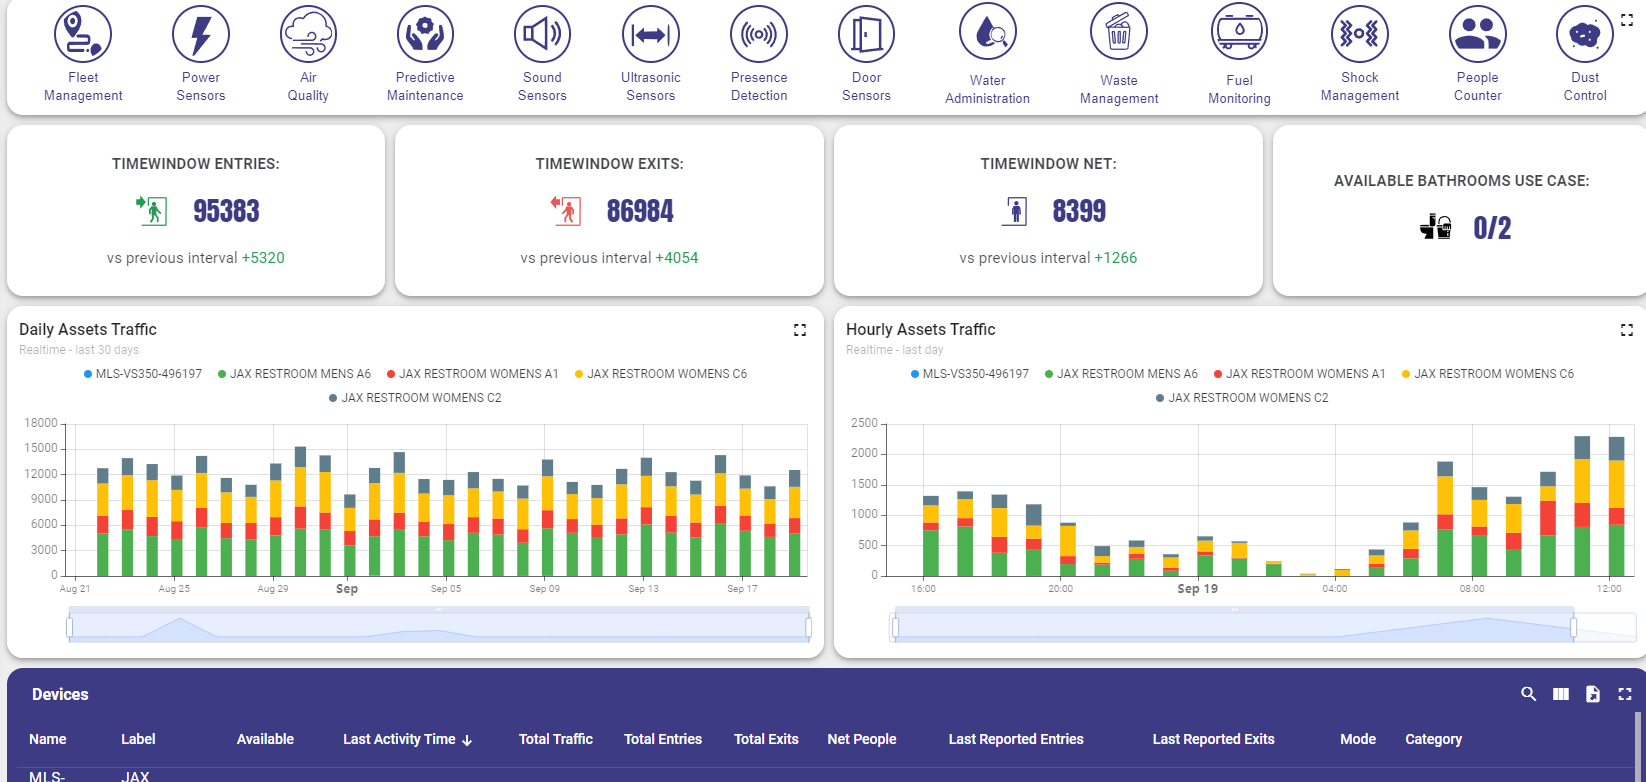 Fleet Management
Power Sensors
Air Quality
Predictive Maintenance
Sound Sensors
Ultrasonic Sensors
Presence Detection
Door Sensors
Water Administration
Waste Management
Fuel Monitoring
Shock Management
People Counter
Dust Control
TIMEWINDOW ENTRIES:
95383
vs previous interval +5320
TIMEWINDOW EXITS:
86984
vs previous interval +4054
TIMEWINDOW NET:
8399
vs previous interval +1266
AVAILABLE BATHROOMS USE CASE:
0/2
Daily Assets Traffic
Realtime - last 30 days
MLS-VS350-496197 JAX RESTROOM MENS A6 JAX RESTROOM WOMENS A1 JAX RESTROOM WOMENS C6
JAX RESTROOM WOMENS C2
18000
15000
12000
9000
6000
3000
0
Aug 21 Aug 25 Aug 29 Sep Sep 05 Sep 09 Sep 13 Sep 17
Hourly Assets Traffic
Realtime - last day
MLS-VS350-496197 JAX RESTROOM MENS A6 JAX RESTROOM WOMENS A1 JAX RESTROOM WOMENS C6
JAX RESTROOM WOMENS C2
2500
2000
1500
1000
500
0
16:00 20:00 Sep 19 04:00 08:00 12:00
Devices
Name Label Available Last Activity Time Total Traffic Total Entries Total Exits Net People Last Reported Entries Last Reported Exits Mode Category
MLS- JAX